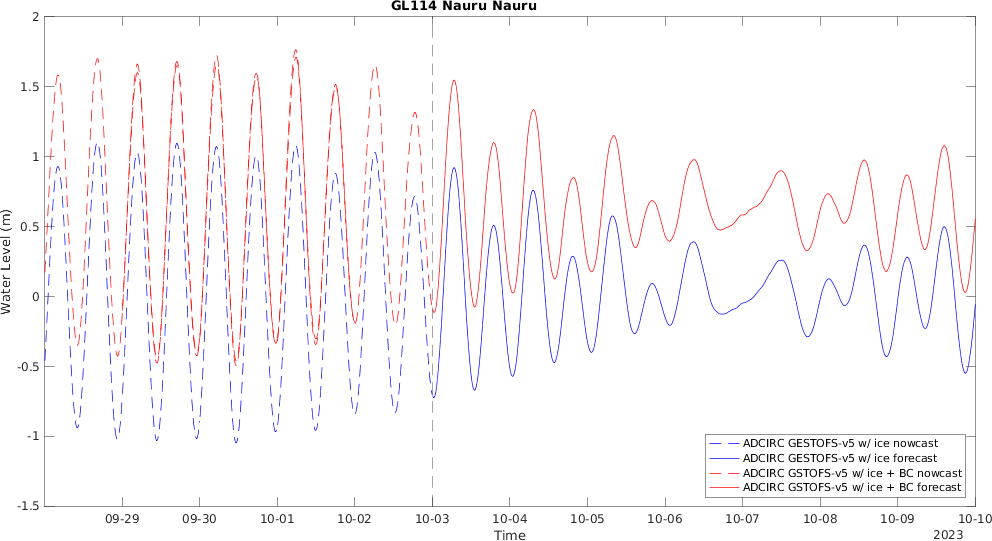 GL114 Nauru Nauru
Water Level (m)
2
1.5
1
0.5
0
-0.5
-1
-1.5
09-29 09-30 10-01 10-02 10-03 10-04 10-05 10-06 10-07 10-08 10-09 10-10
Time
2023
ADCIRC GESTOFS-v5 w/ ice nowcast
ADCIRC GESTOFS-v5 w/ ice forecast
ADCIRC GSTOFS-v5 w/ ice + BC nowcast
ADCIRC GSTOFS-v5 w/ ice + BC forecast